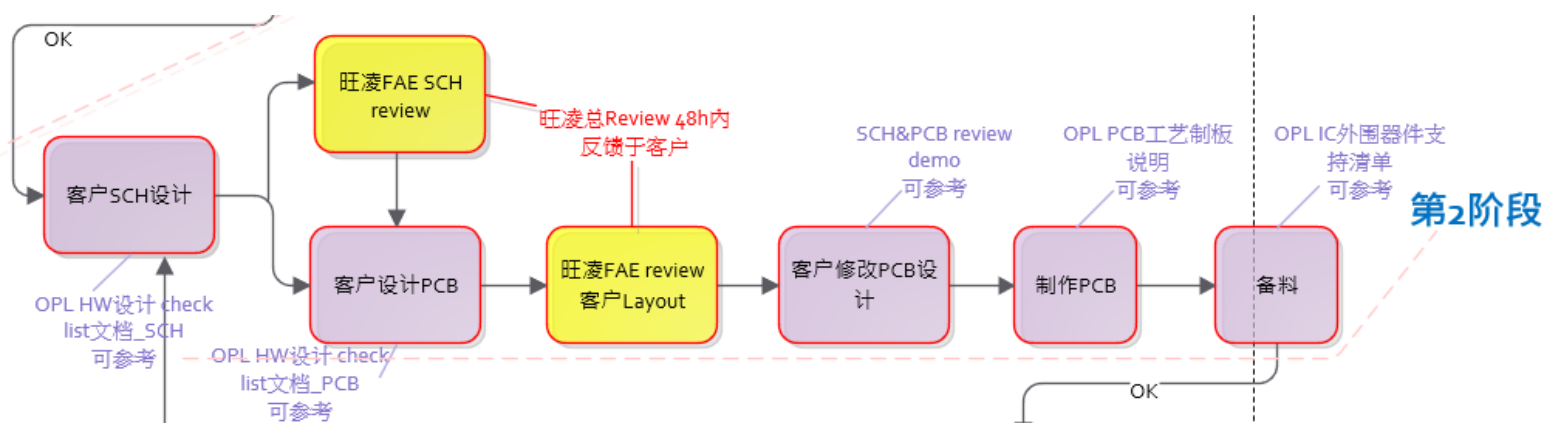 OK
旺凌FAE SCH
review
旺凌总Review 48h内
反馈于客户
SCH&PCB review
demo
可参考
OPL PCB工艺制板
说明
可参考
OPL IC外围器件支
持清单
可参考
第2阶段
客户SCH设计
客户设计PCB
旺凌FAE review
客户Layout
客户修改PCB设
计
制作PCB
备料
OPL HW设计 check
list文档_SCH
可参考
OPL HW设计 check
list文档_PCB
可参考
OK